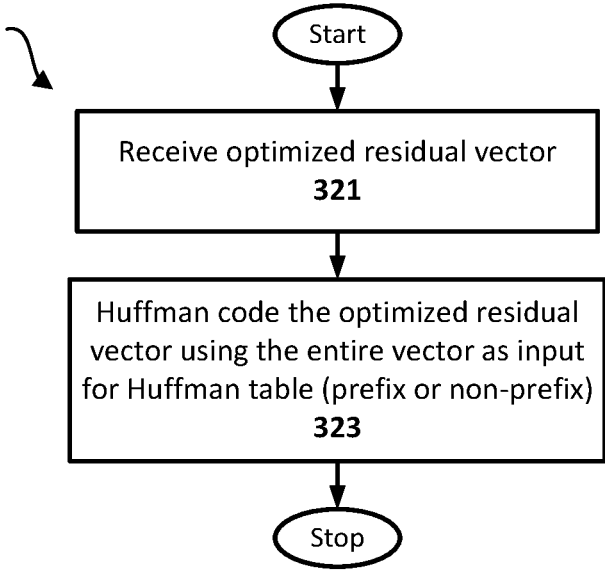 Start
Receive optimized residual vector
321
Huffman code the optimized residual
vector using the entire vector as input
for Huffman table (prefix or non-prefix)
323
Stop